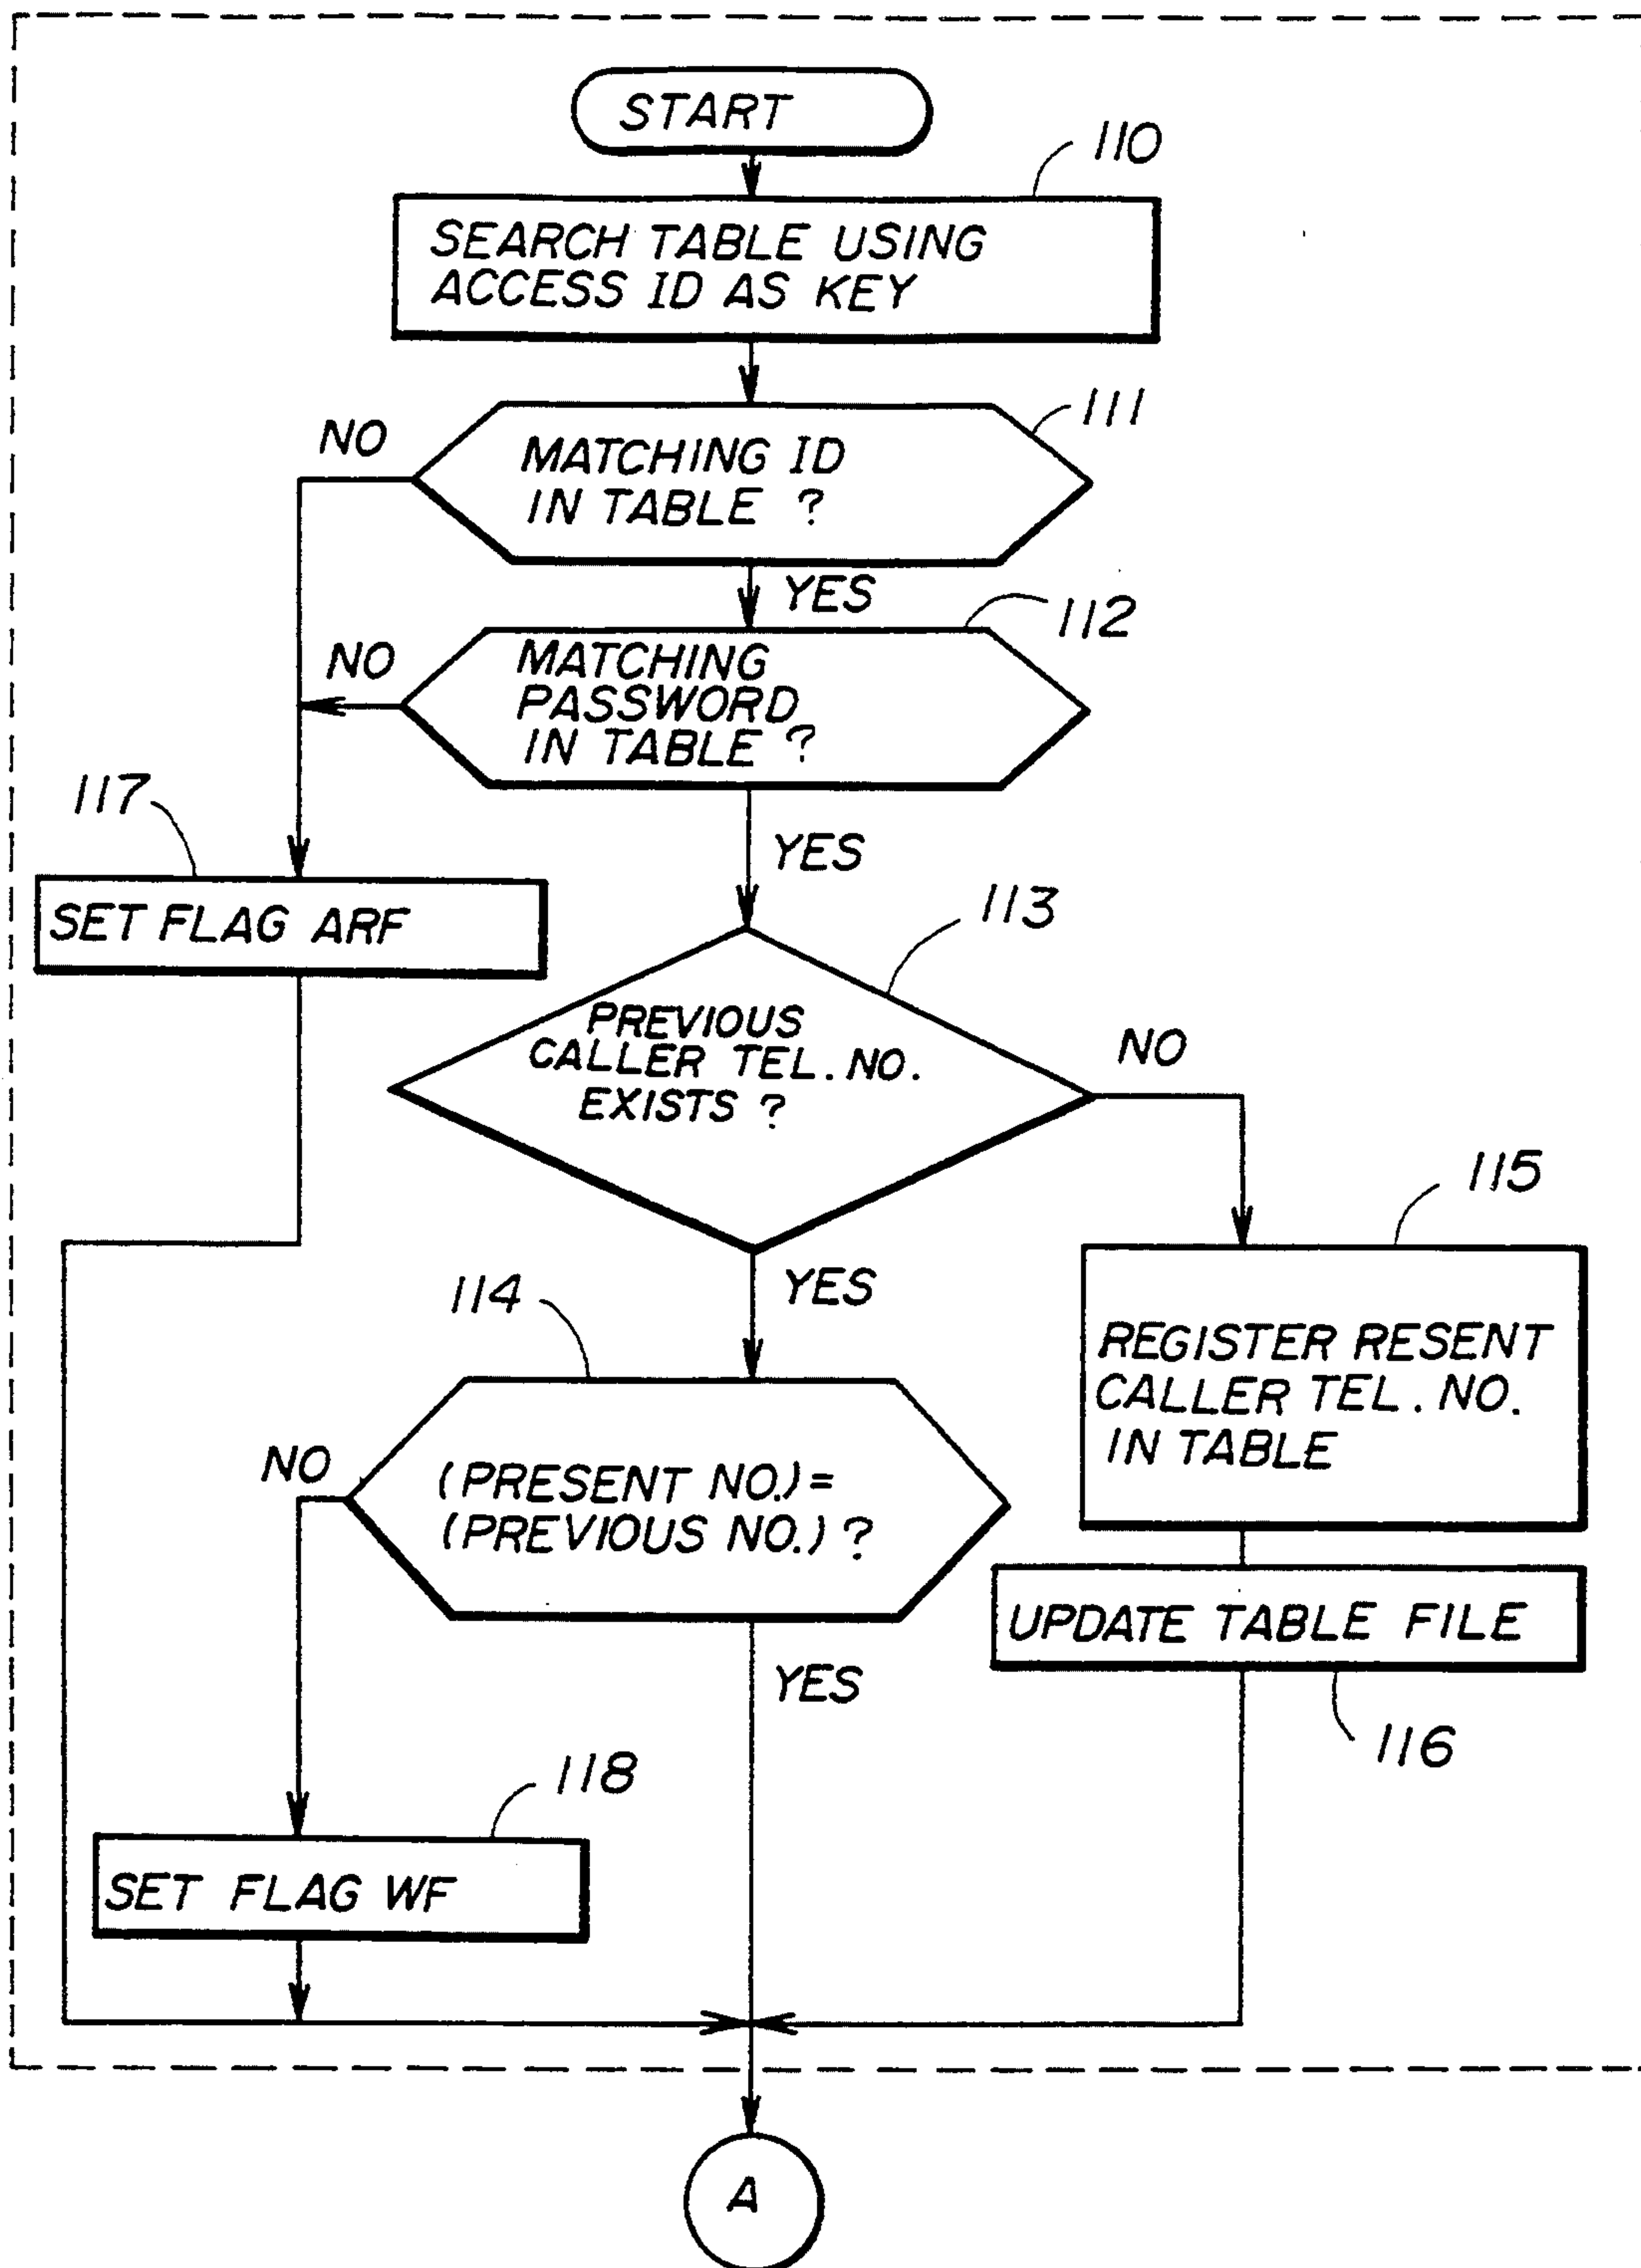 START
110
SEARCH TABLE USING
ACCESS ID AS KEY
111
NO
MATCHING ID
IN TABLE ?
YES
112
NO
MATCHING
PASSWORD
IN TABLE ?
117
YES
SET FLAG ARF
113
PREVIOUS
CALLER TEL. NO.
EXISTS ?
NO
115
YES
114
REGISTER RESENT
CALLER TEL. NO.
IN TABLE
NO
(PRESENT NO.)=
(PREVIOUS NO.) ?
UPDATE TABLE FILE
YES
116
118
SET FLAG WF
A